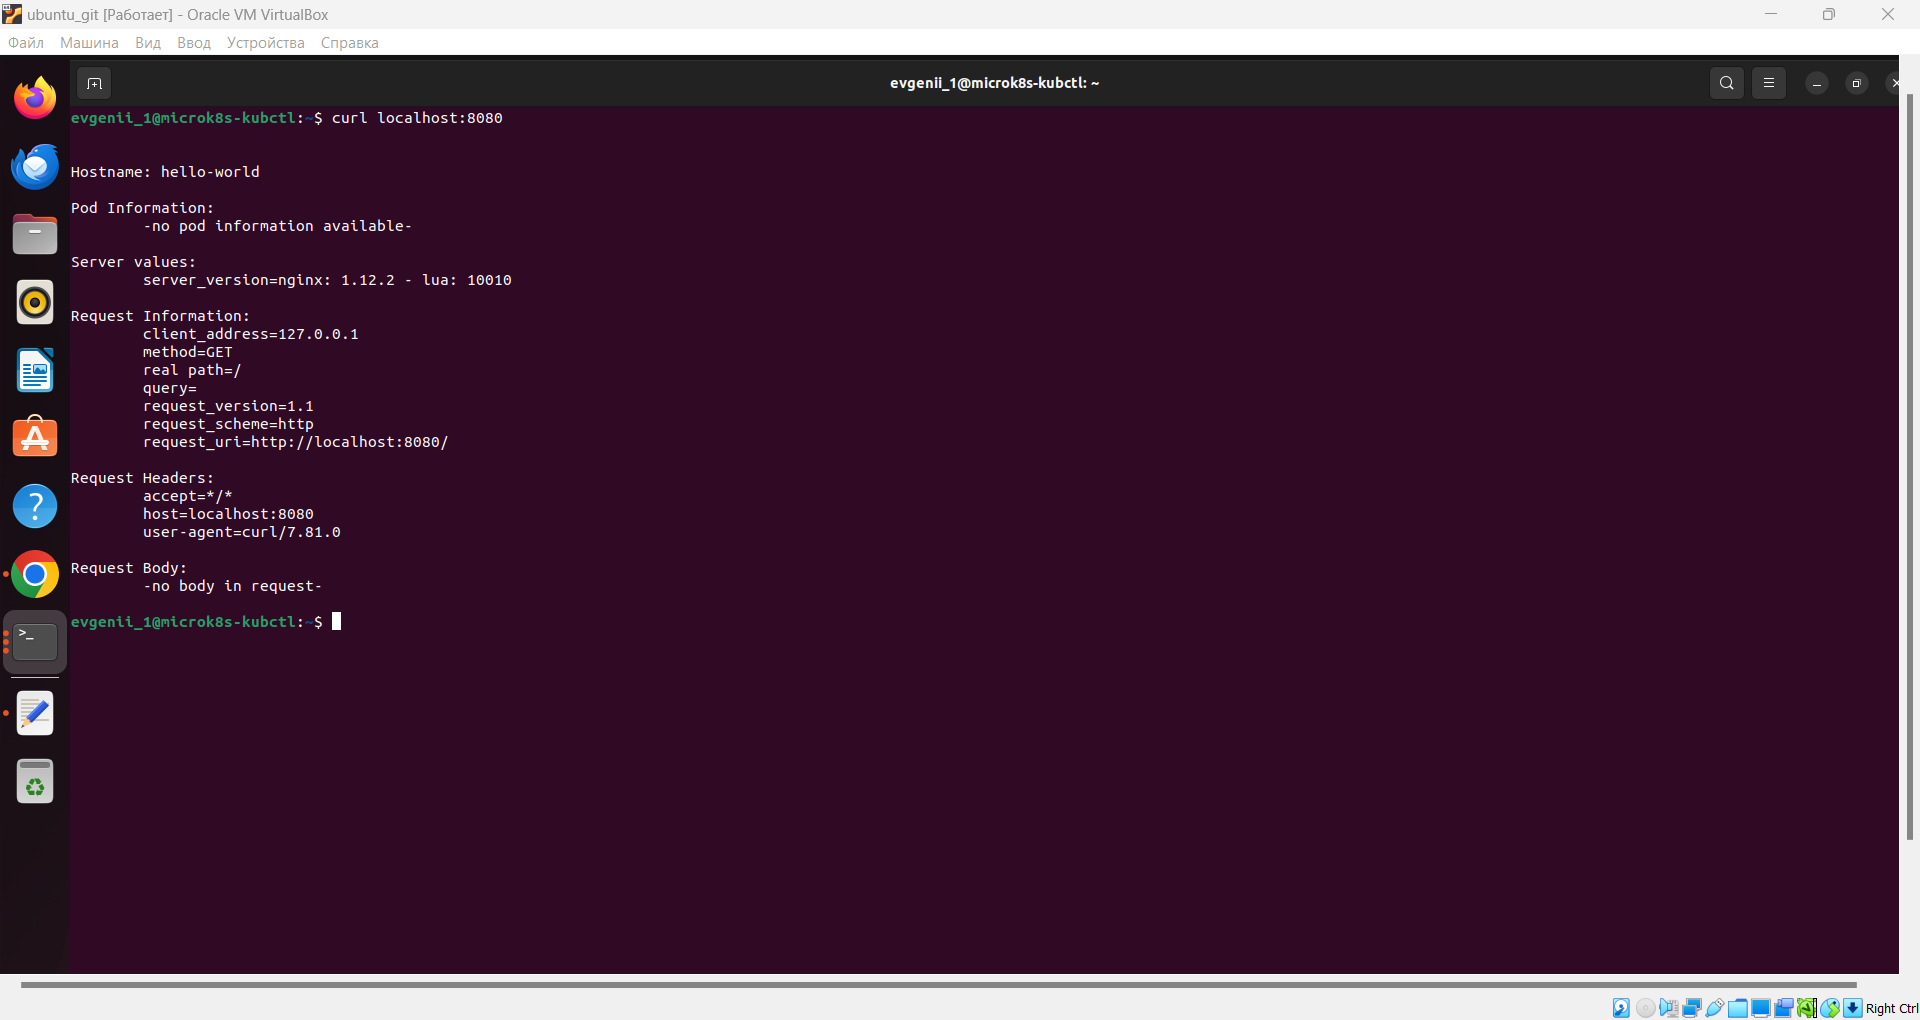 ubuntu_git [Работает] - Oracle VM VirtualBox
Файл Машина Вид Ввод Устройства Справка
evgenii_1@microk8s-kubctl: ~
evgenii_1@microk8s-kubctl:~$ curl localhost:8080
Hostname: hello-world
Pod Information:
-no pod information available-
Server values:
server_version=nginx: 1.12.2 - lua: 10010
Request Information:
client_address=127.0.0.1
method=GET
real path=/
query=
request_version=1.1
request_scheme=http
request_uri=http://localhost:8080/
Request Headers:
accept=*/*
host=localhost:8080
user-agent=curl/7.81.0
Request Body:
-no body in request-
evgenii_1@microk8s-kubctl:~$
Right Ctrl